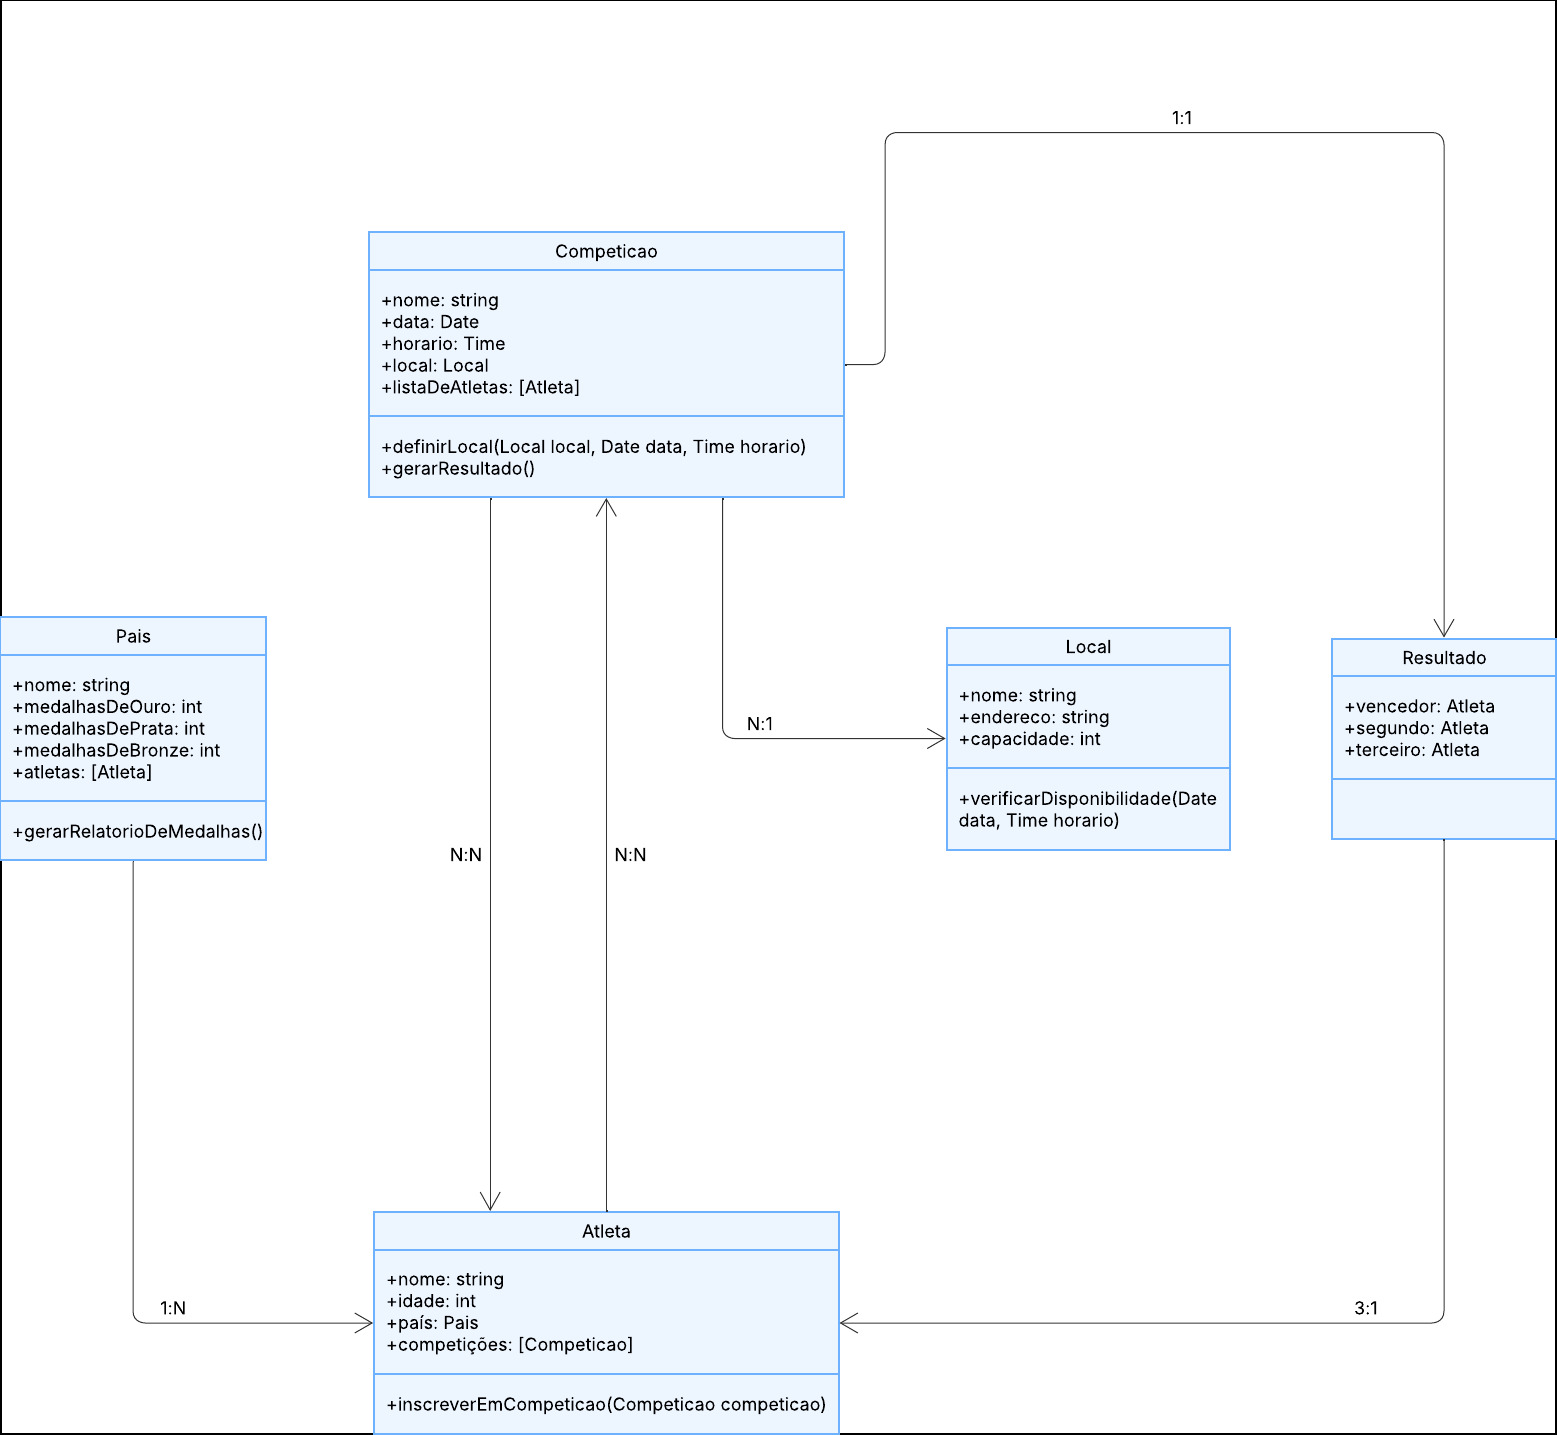 1:1
Competicao
+nome: string
+data: Date
+horario: Time
+local: Local
+listaDeAtletas: [Atleta]
+definirLocal(Local local, Date data, Time horario)
+gerarResultado()
Pais
+nome: string
+medalhasDeOuro: int
+medalhasDePrata: int
+medalhasDeBronze: int
+atletas: [Atleta]
+gerarRelatorioDeMedalhas()
Local
+nome: string
+endereco: string
+capacidade: int
+verificarDisponibilidade(Date
data, Time horario)
Resultado
+vencedor: Atleta
+segundo: Atleta
+terceiro: Atleta
N:1
N:N
N:N
Atleta
+nome: string
+idade: int
+país: Pais
+competições: [Competicao]
+inscreverEmCompeticao(Competicao competicao)
1:N
3:1